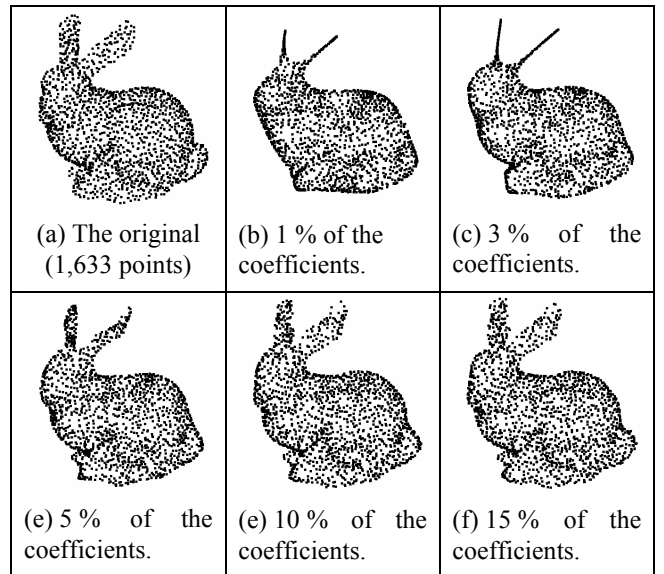 (a) The original
(1,633 points)
(b) 1 % of the
coefficients.
(c) 3 % of the
coefficients.
(e) 5 % of the
coefficients.
(e) 10 % of the
coefficients.
(f) 15 % of the
coefficients.